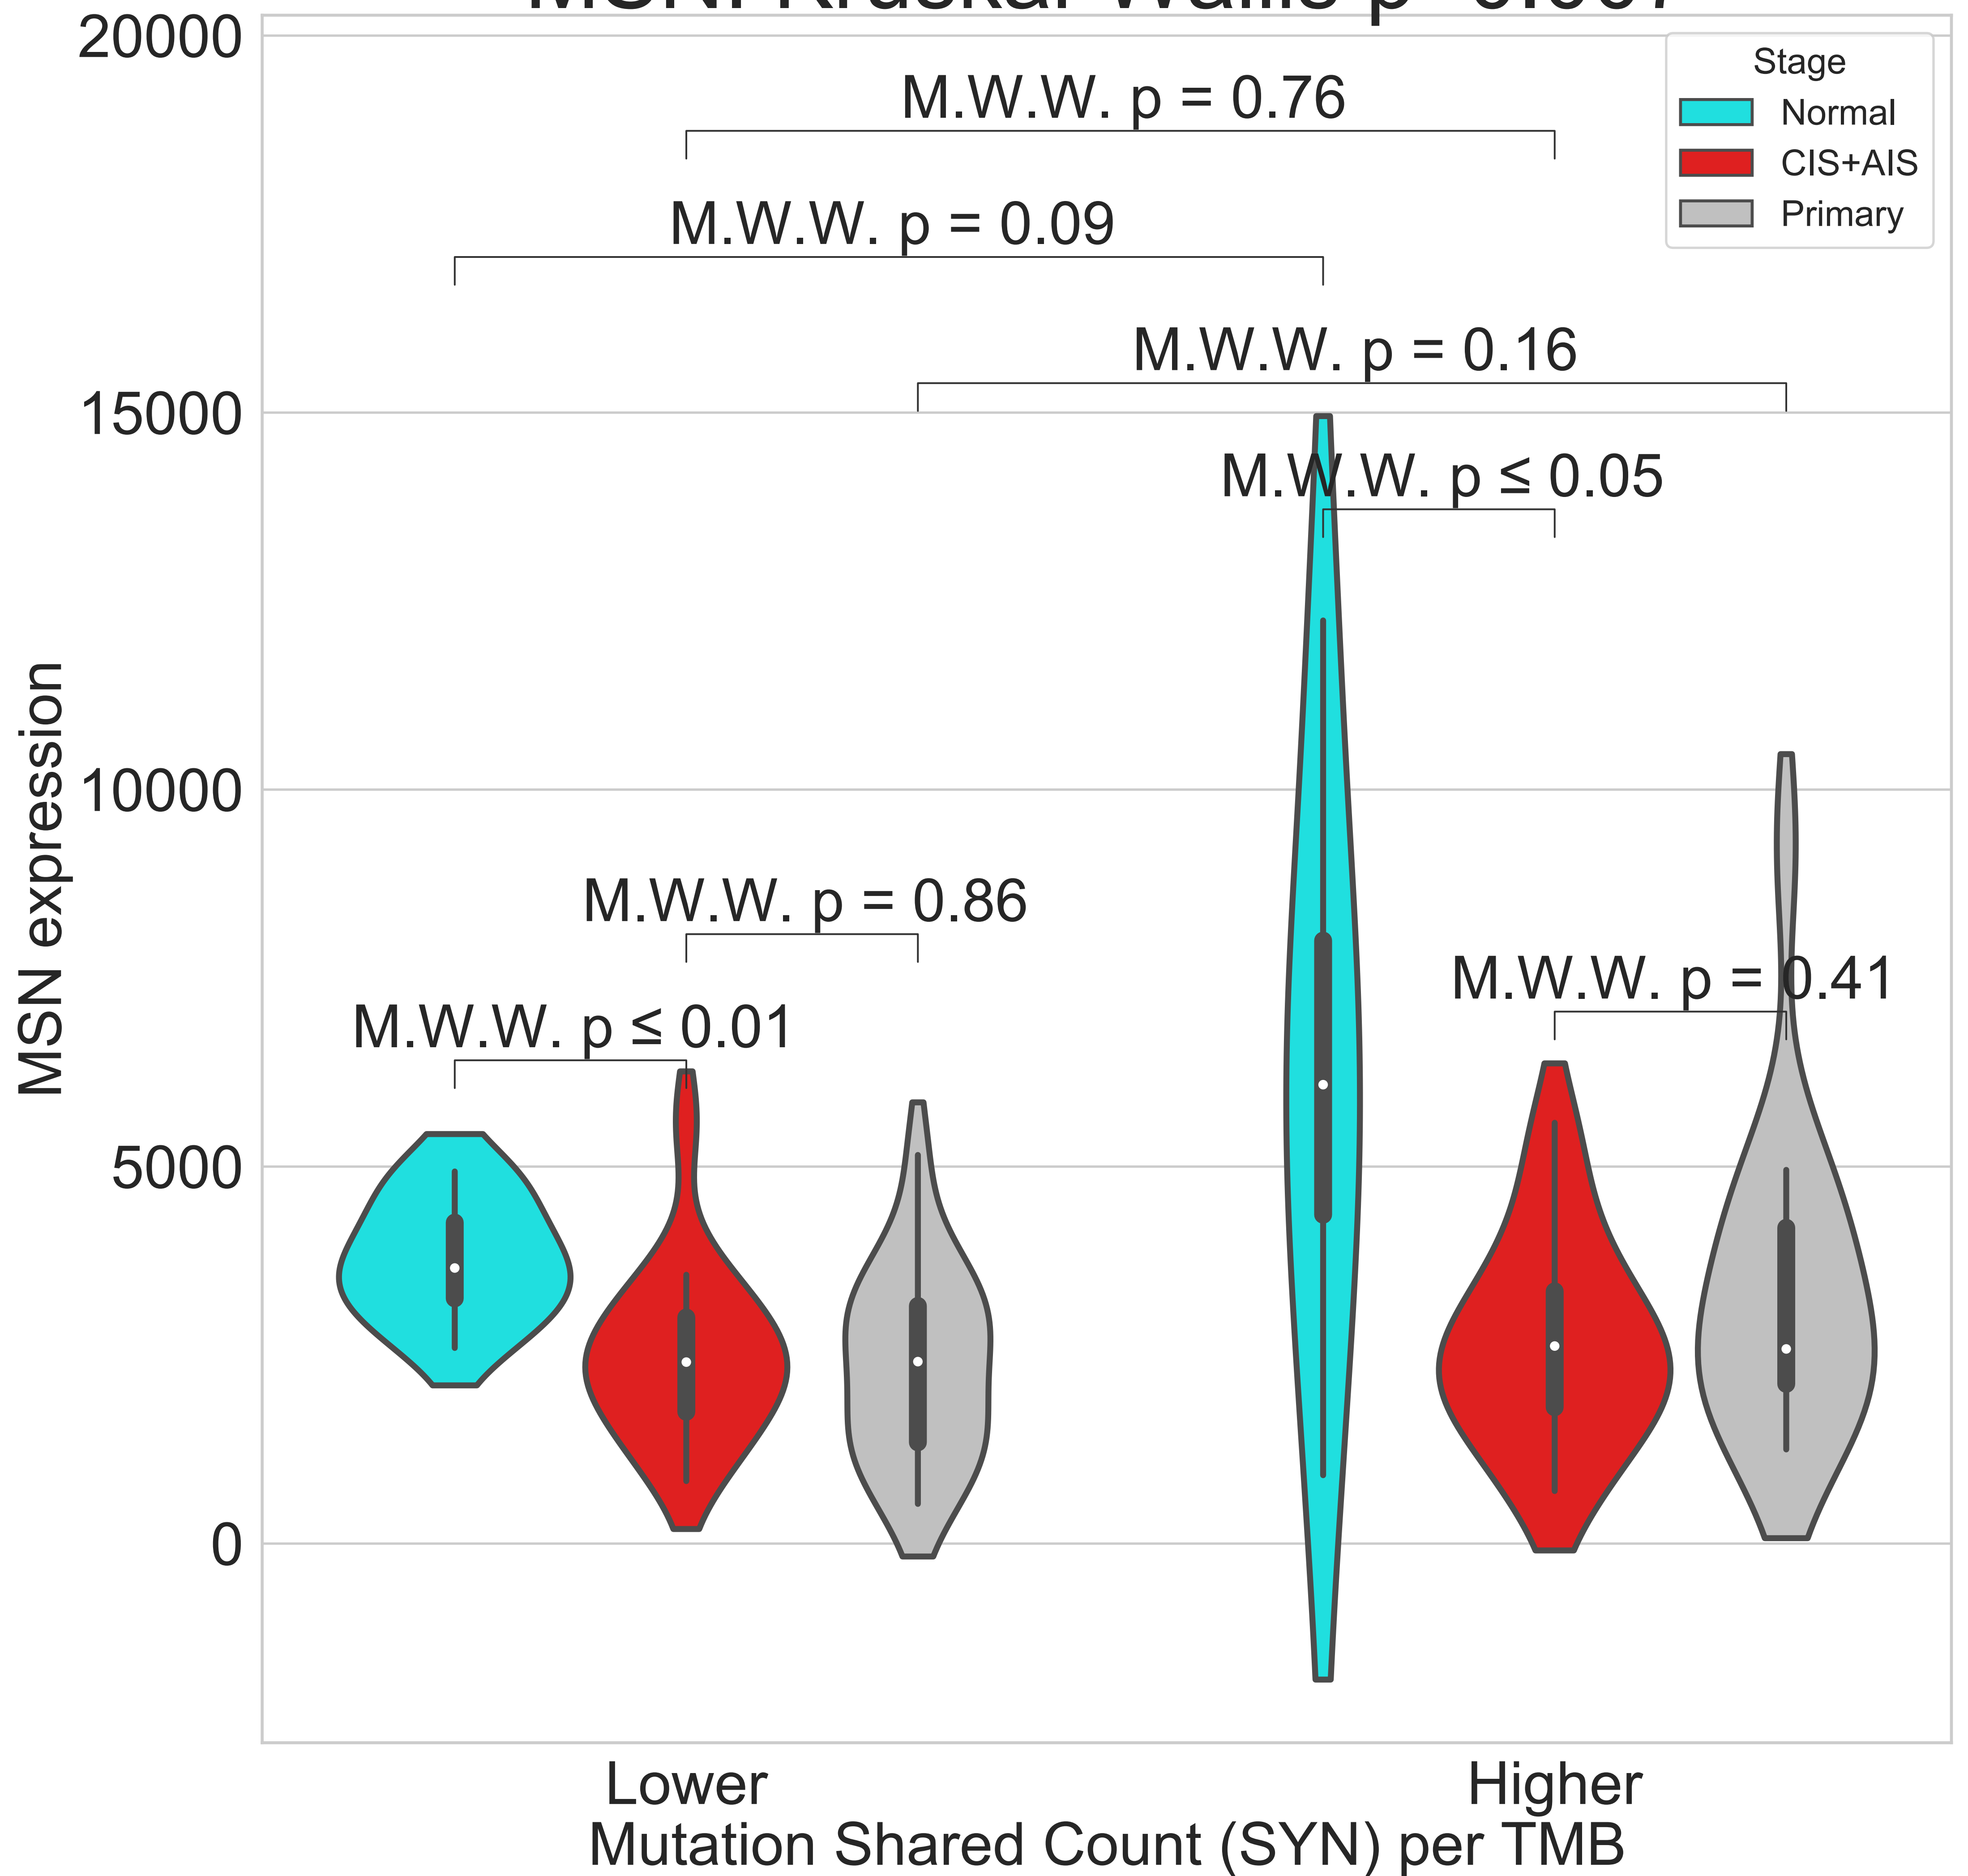 20000
15000
10000
5000
0
MSN expression
Stage
Normal
CIS+AIS
Primary
M.W.W. p = 0.76
M.W.W. p = 0.09
M.W.W. p = 0.16
M.W.W. p ≤ 0.05
M.W.W. p = 0.86
M.W.W. p = 0.41
M.W.W. p ≤ 0.01
Lower
Higher
Mutation Shared Count (SYN) per TMB